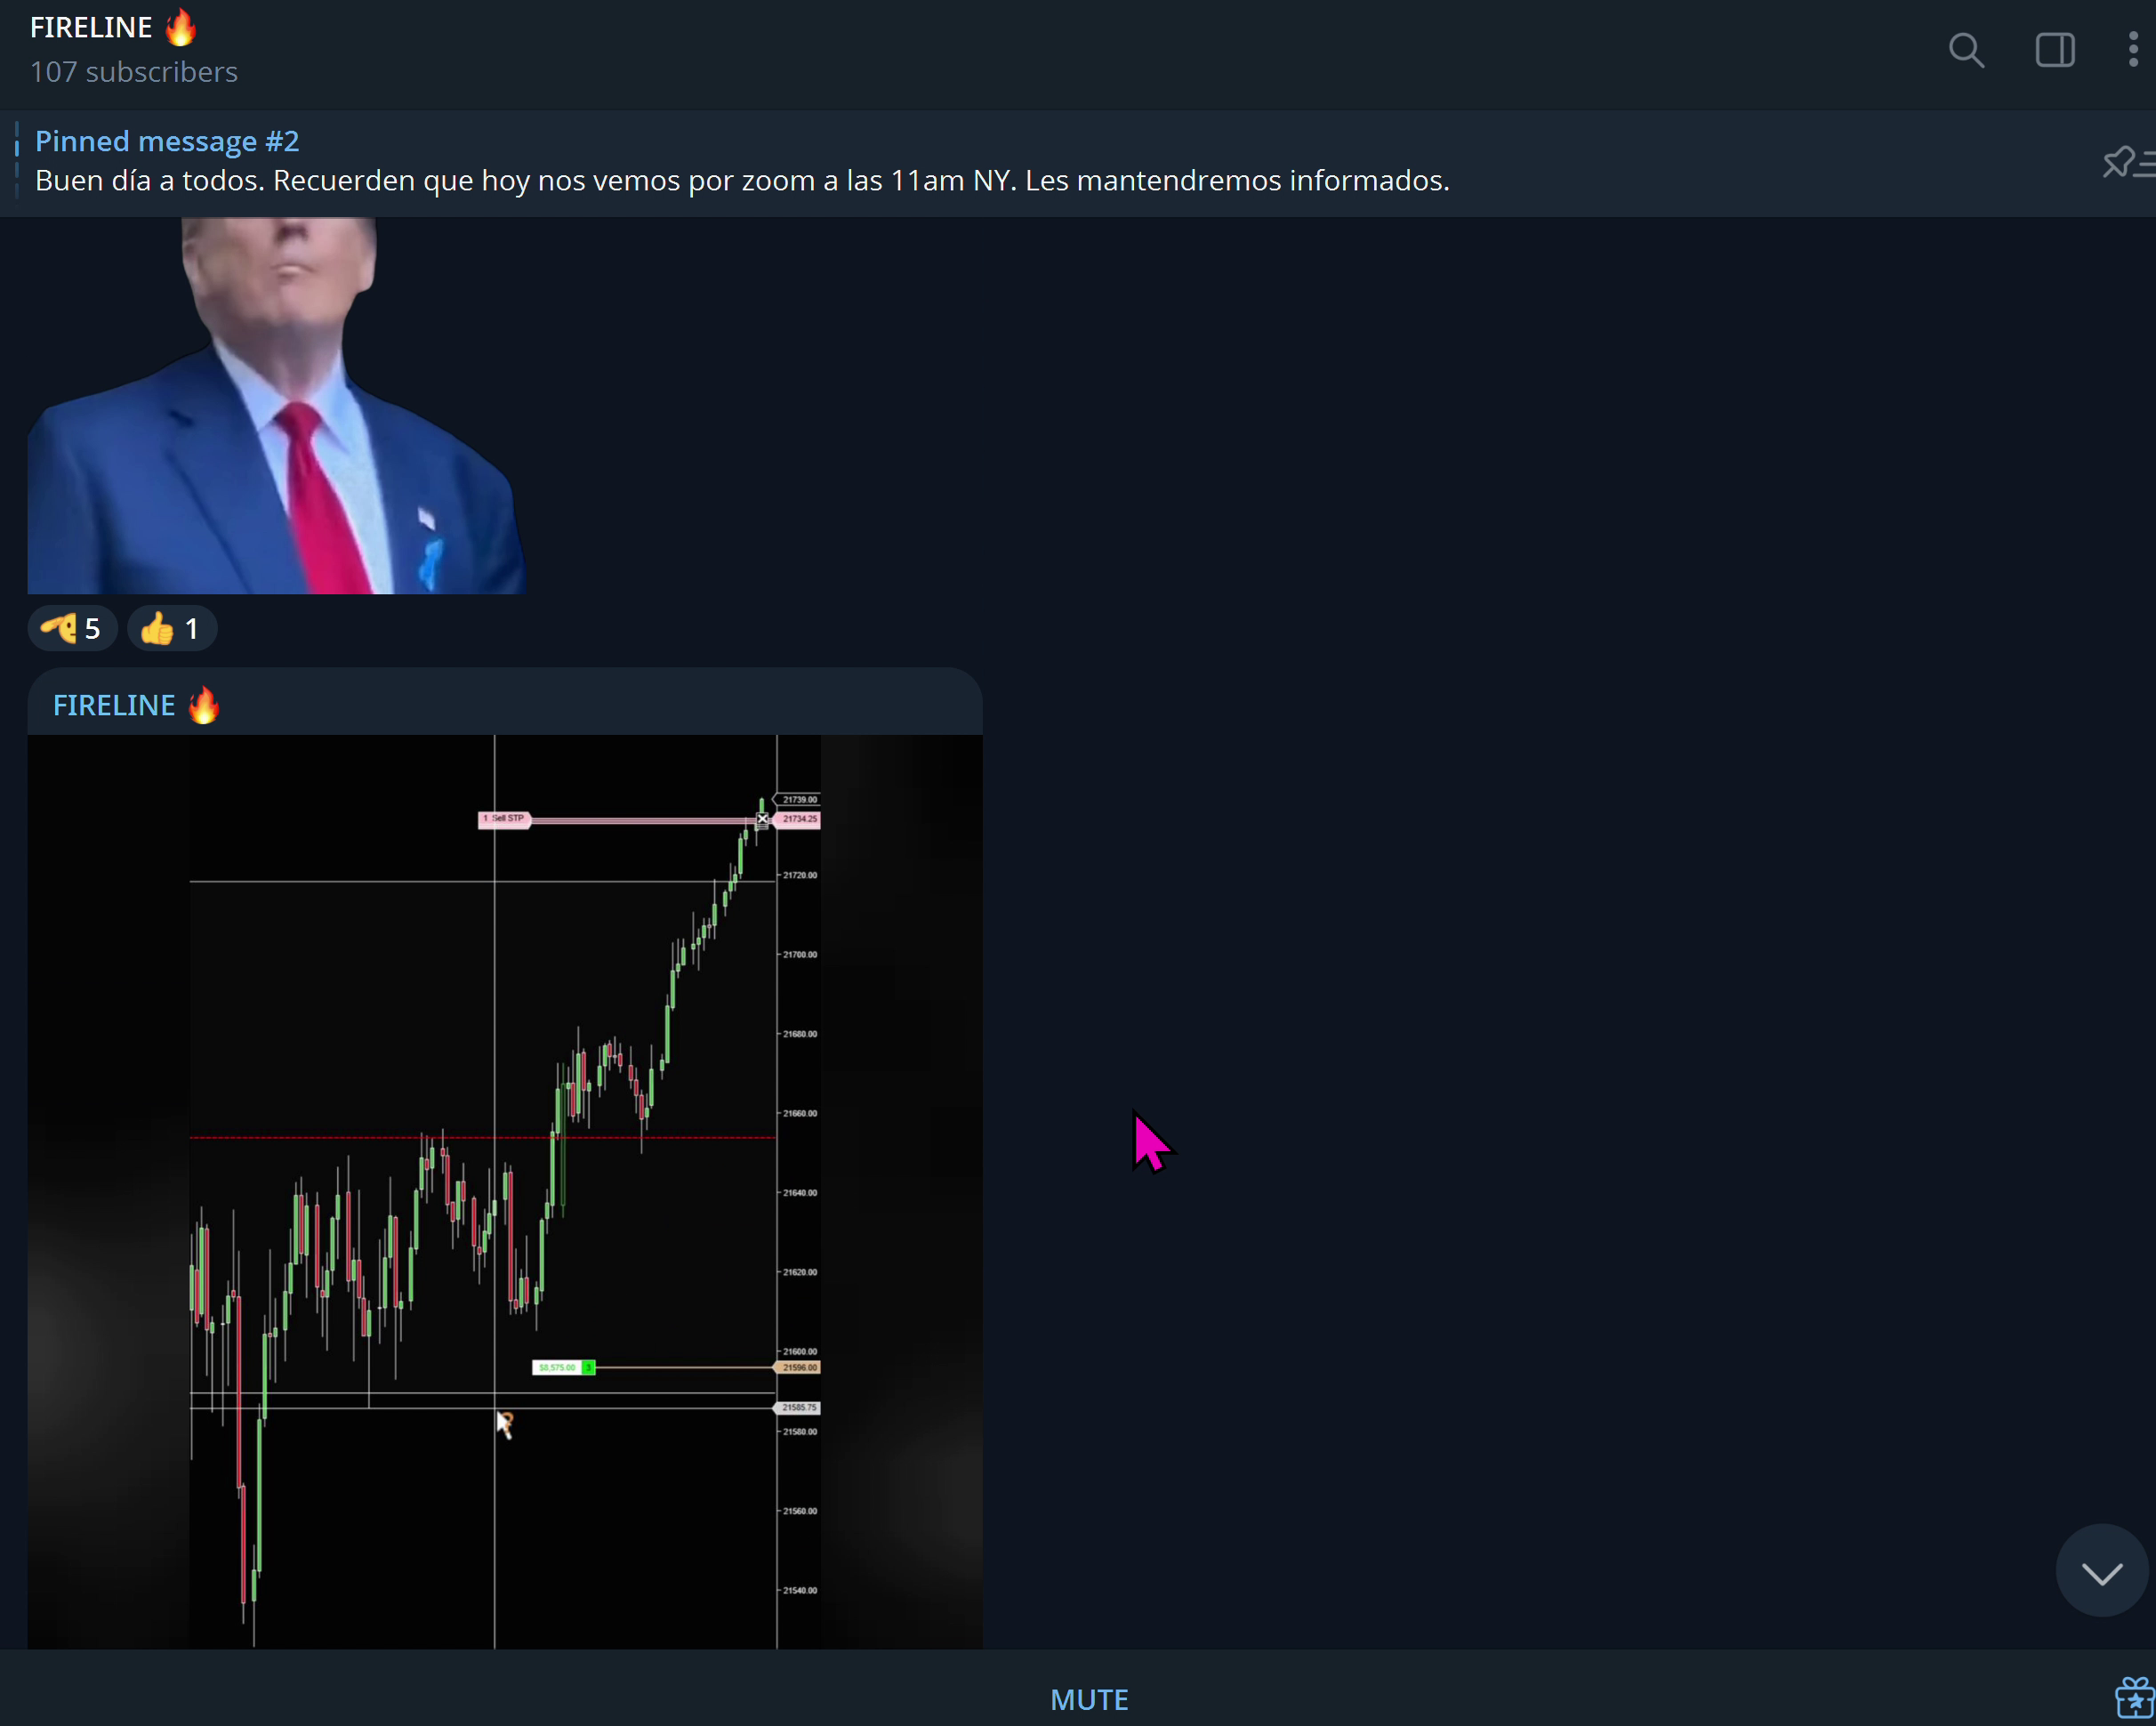 FIRELINE 🔥
107 subscribers
Pinned message #2
Buen día a todos. Recuerden que hoy nos vemos por zoom a las 11am NY. Les mantendremos informados.
5
1
FIRELINE 🔥
21739.00
1 Sell STP
21734.25
21720.00
21700.00
21680.00
21660.00
21640.00
21620.00
21600.00
$8,575.00 3
21596.00
21585.75
21580.00
21560.00
21540.00
MUTE